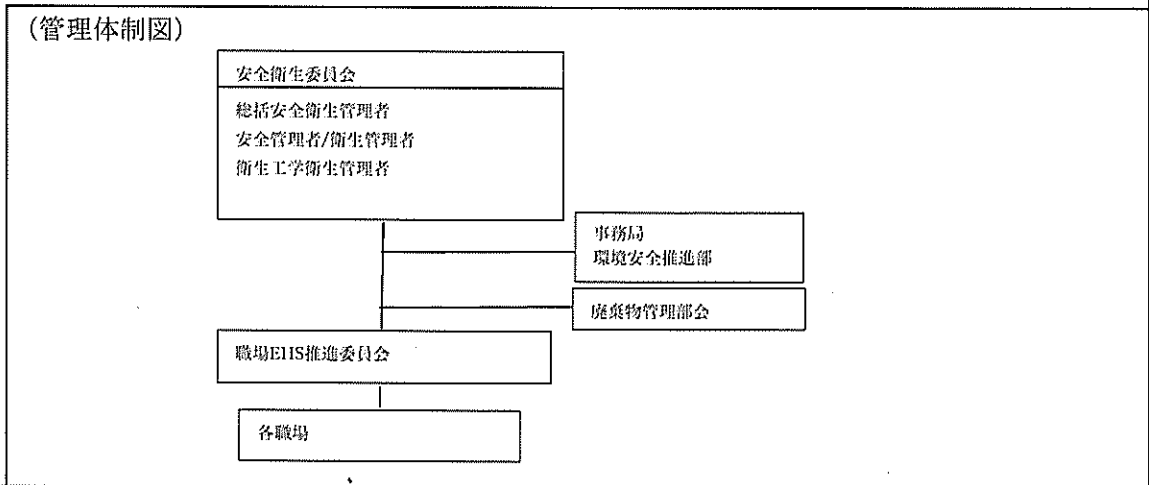 (管理体制図)
安全衛生委員会
総括安全衛生管理者
安全管理者/衛生管理者
衛生工学衛生管理者
事務局
環境安全推進部
廃棄物管理部会
職場EHS推進委員会
各職場